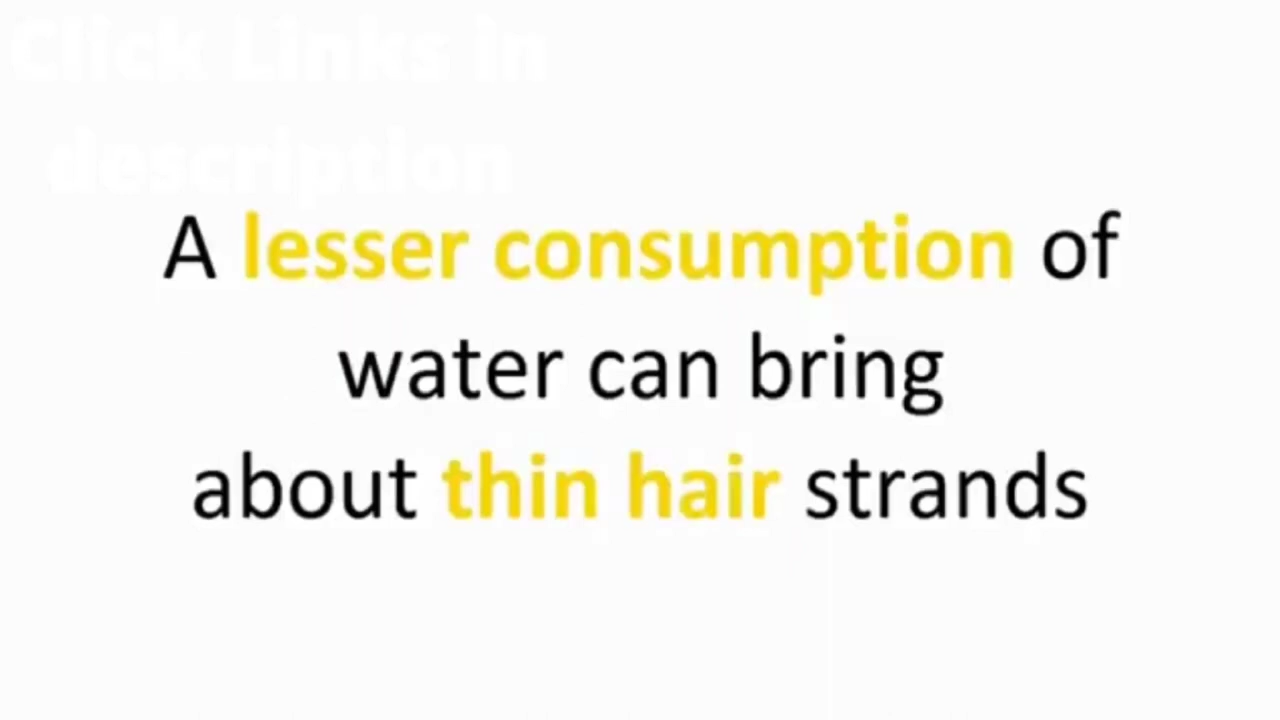 Click Links in
description
A lesser consumption of
water can bring
about thin hair strands